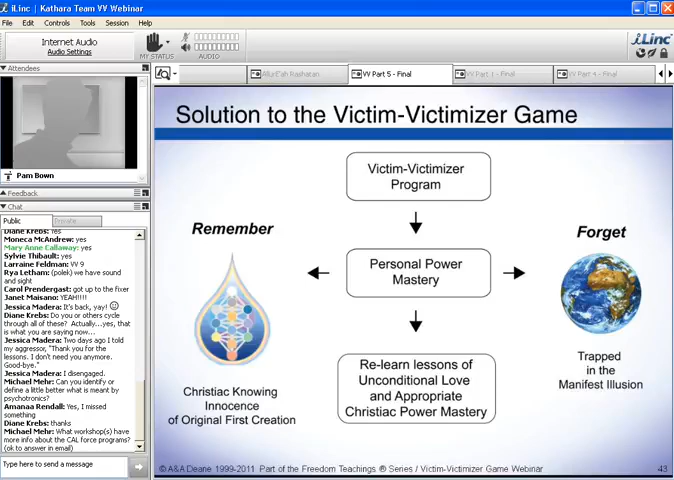 iLinc : Kathara Team VV Webinar
File Edit Controls Tools Session Help
Internet Audio
Audio Settings
MY STATUS
AUDIO
iLinc
Attendees
Pam Bown
Feedback
Chat
Public Private
Diane Krebs: Yes
Moneca McAndrew: yes
Mary Anne Callaway: yes
Sylvie Thibault: yes
Larraine Feldman: VV 9
Rya Letham: (polek) we have sound
and sight
Carol Prendergast: got up to the fixer
Janet Maisano: YEAH!!!!
Jessica Madera: It's back, yay!
Diane Krebs: Do you or others cycle
through all of these? Actually...yes, that
is what you are saying now...
Jessica Madera: Two days ago I told
my aggressor, "Thank you for the
lessons. I don't need you anymore.
Good-bye."
Jessica Madera: I disengaged.
Michael Mehr: Can you identify or
define a little better what is meant by
psychotronics?
Amanaa Rendall: Yes, I missed
something
Diane Krebs: thanks
Michael Mehr: What workshop(s) have
more info about the CAL force programs?
(ok to answer in email)
Type here to send a message
VV Part 5 - Final
VV Part 1 - Final
VV Part 4 - Final
Solution to the Victim-Victimizer Game
Victim-Victimizer
Program
Remember
Forget
Personal Power
Mastery
Trapped
in the
Manifest Illusion
Re-learn lessons of
Unconditional Love
and Appropriate
Christiac Power Mastery
Christiac Knowing
Innocence
of Original First Creation
© A&A Deane 1999-2011 Part of the Freedom Teachings ® Series / Victim-Victimizer Game Webinar
43